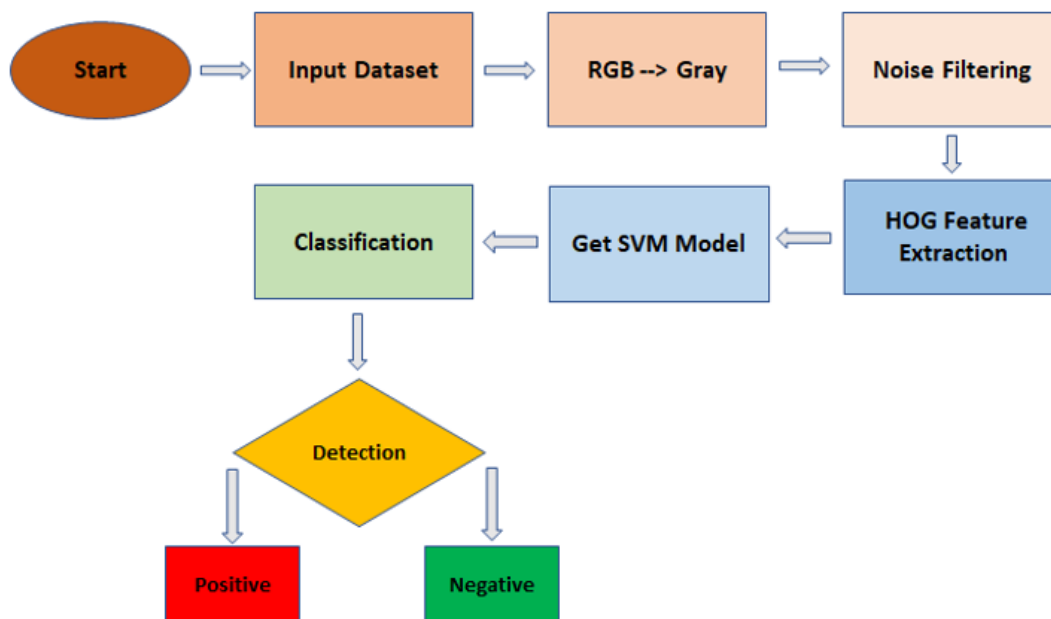 Start
Input Dataset
RGB --> Gray
Noise Filtering
HOG Feature
Extraction
Get SVM Model
Classification
Detection
Positive
Negative